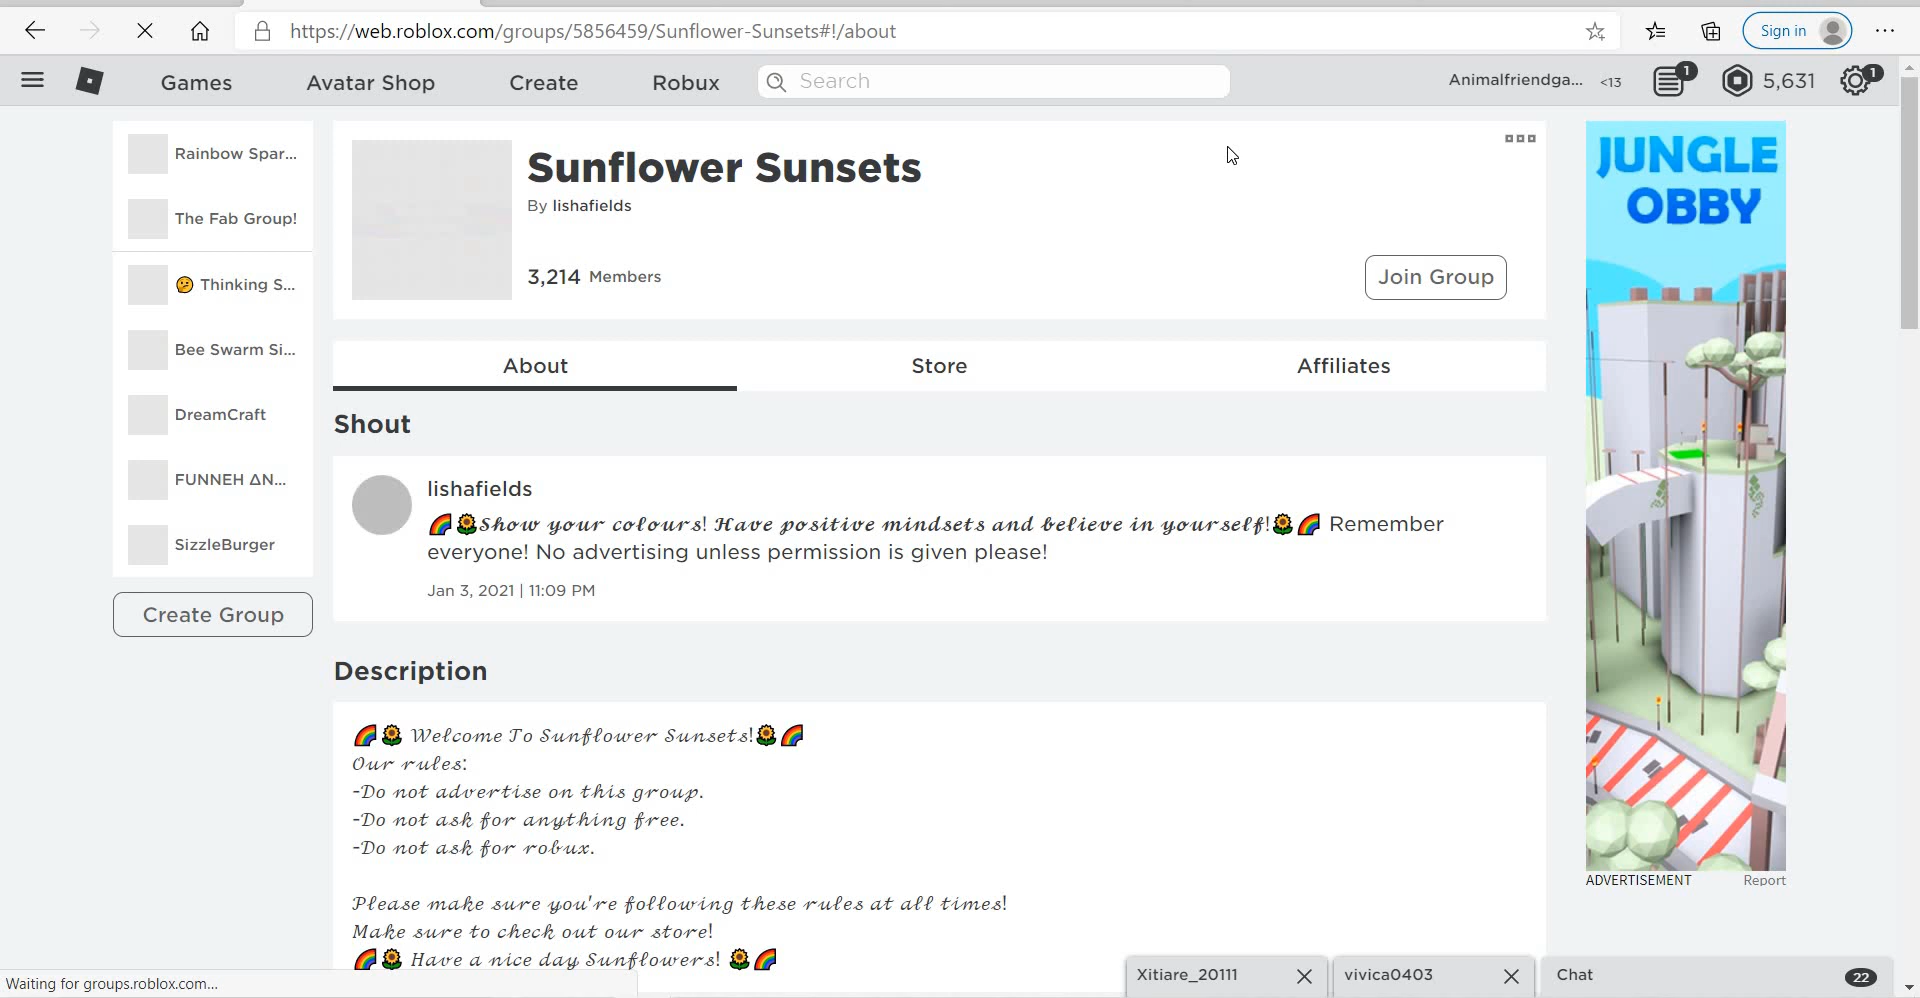 https://web.roblox.com/groups/5856459/Sunflower-Sunsets#!/about
Sign in
Games
Avatar Shop
Create
Robux
Search
Animalfriendga...
<13
1
5,631
1
Rainbow Spar...
The Fab Group!
🤔 Thinking S...
Bee Swarm Si...
DreamCraft
FUNNEH ΔN...
SizzleBurger
Create Group
Sunflower Sunsets
By lishafields
3,214 Members
Join Group
About
Store
Affiliates
Shout
lishafields
🌈🌻𝓢𝓱𝓸𝔀 𝔂𝓸𝓾𝓻 𝓬𝓸𝓵𝓸𝓾𝓻𝓼! 𝓗𝓪𝓿𝓮 𝓹𝓸𝓼𝓲𝓽𝓲𝓿𝓮 𝓶𝓲𝓷𝓭𝓼𝓮𝓽𝓼 𝓪𝓷𝓭 𝓫𝓮𝓵𝓲𝓮𝓿𝓮 𝓲𝓷 𝔂𝓸𝓾𝓻𝓼𝓮𝓵𝓯!🌻🌈 Remember
everyone! No advertising unless permission is given please!
Jan 3, 2021 | 11:09 PM
Description
🌈🌻 𝒲𝑒𝓁𝒸𝑜𝓂𝑒 𝒯𝑜 𝒮𝓊𝓃𝒻𝓁𝑜𝓌𝑒𝓇 𝒮𝓊𝓃𝓈𝑒𝓉𝓈!🌻🌈
𝒪𝓊𝓇 𝓇𝓊𝓁𝑒𝓈:
-𝒟𝑜 𝓃𝑜𝓉 𝒶𝒹𝓋𝑒𝓇𝓉𝒾𝓈𝑒 𝑜𝓃 𝓉𝒽𝒾𝓈 𝑔𝓇𝑜𝓊𝓅.
-𝒟𝑜 𝓃𝑜𝓉 𝒶𝓈𝓀 𝒻𝑜𝓇 𝒶𝓃𝓎𝓉𝒽𝒾𝓃𝑔 𝒻𝓇𝑒𝑒.
-𝒟𝑜 𝓃𝑜𝓉 𝒶𝓈𝓀 𝒻𝑜𝓇 𝓇𝑜𝒷𝓊𝓍.
𝒫𝓁𝑒𝒶𝓈𝑒 𝓂𝒶𝓀𝑒 𝓈𝓊𝓇𝑒 𝓎𝑜𝓊'𝓇𝑒 𝒻𝑜𝓁𝓁𝑜𝓌𝒾𝓃𝑔 𝓉𝒽𝑒𝓈𝑒 𝓇𝓊𝓁𝑒𝓈 𝒶𝓉 𝒶𝓁𝓁 𝓉𝒾𝓂𝑒𝓈!
𝑀𝒶𝓀𝑒 𝓈𝓊𝓇𝑒 𝓉𝑜 𝒸𝒽𝑒𝒸𝓀 𝑜𝓊𝓉 𝑜𝓊𝓇 𝓈𝓉𝑜𝓇𝑒!
🌈🌻 𝐻𝒶𝓋𝑒 𝒶 𝓃𝒾𝒸𝑒 𝒹𝒶𝓎 𝒮𝓊𝓃𝒻𝓁𝑜𝓌𝑒𝓇𝓈! 🌻🌈
JUNGLE
OBBY
ADVERTISEMENT
Report
Waiting for groups.roblox.com...
Xitiare_20111
vivica0403
Chat
22